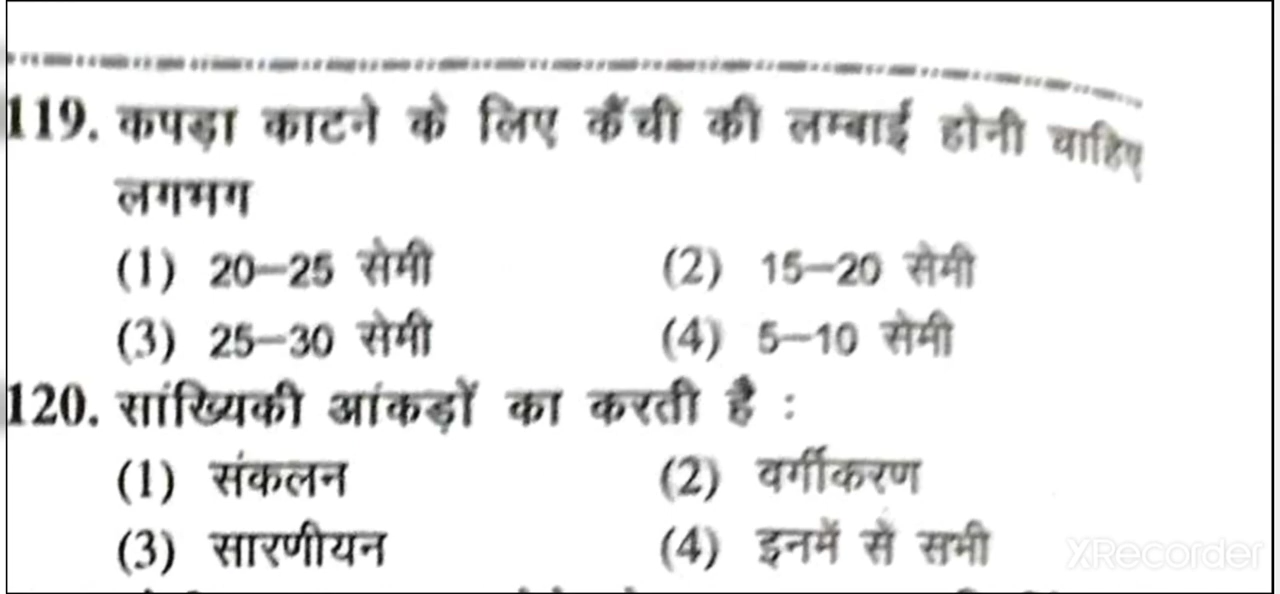 119. कपड़ा काटने के लिए कैंची की लम्बाई होनी चाहिए
लगभग
(1) 20–25 सेमी (2) 15–20 सेमी
(3) 25–30 सेमी (4) 5–10 सेमी
120. सांख्यिकी आंकड़ों का करती है :
(1) संकलन (2) वर्गीकरण
(3) सारणीयन (4) इनमें से सभी
XRecorder